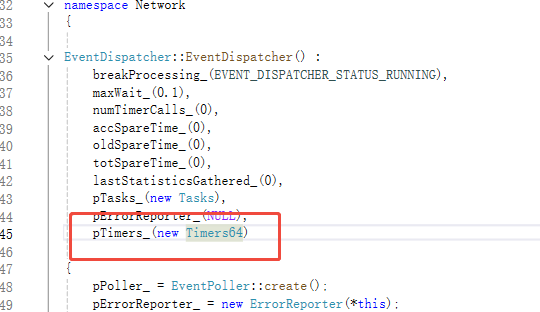 32 namespace Network
33 {
34
35 EventDispatcher::EventDispatcher() :
36 breakProcessing_(EVENT_DISPATCHER_STATUS_RUNNING),
37 maxWait_(0.1),
38 numTimerCalls_(0),
39 accSpareTime_(0),
40 oldSpareTime_(0),
41 totSpareTime_(0),
42 lastStatisticsGathered_(0),
43 pTasks_(new Tasks),
44 pErrorReporter_(NULL),
45 pTimers_(new Timers64)
46
47 {
48 pPoller_ = EventPoller::create();
49 pErrorReporter_ = new ErrorReporter(*this);